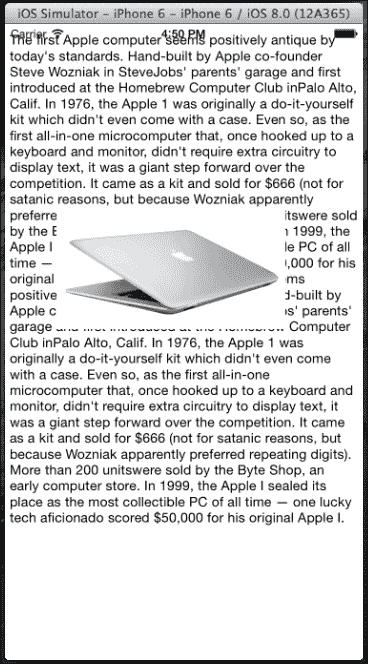 iOS Simulator - iPhone 6 - iPhone 6 / iOS 8.0 (12A365)
Carrier 4:50 PM
The first Apple computer seems positively antique by
today's standards. Hand-built by Apple co-founder
Steve Wozniak in SteveJobs' parents' garage and first
introduced at the Homebrew Computer Club inPalo Alto,
Calif. In 1976, the Apple 1 was originally a do-it-yourself
kit which didn't even come with a case. Even so, as the
first all-in-one microcomputer that, once hooked up to a
keyboard and monitor, didn't require extra circuitry to
display text, it was a giant step forward over the
competition. It came as a kit and sold for $666 (not for
satanic reasons, but because Wozniak apparently
preferre itswere sold
by the B n 1999, the
Apple I le PC of all
time — ,000 for his
original ms
positive d-built by
Apple c s' parents'
garage and first introduced at the Homebrew Computer
Club inPalo Alto, Calif. In 1976, the Apple 1 was
originally a do-it-yourself kit which didn't even come
with a case. Even so, as the first all-in-one
microcomputer that, once hooked up to a keyboard and
monitor, didn't require extra circuitry to display text, it
was a giant step forward over the competition. It came
as a kit and sold for $666 (not for satanic reasons, but
because Wozniak apparently preferred repeating digits).
More than 200 unitswere sold by the Byte Shop, an
early computer store. In 1999, the Apple I sealed its
place as the most collectible PC of all time — one lucky
tech aficionado scored $50,000 for his original Apple I.